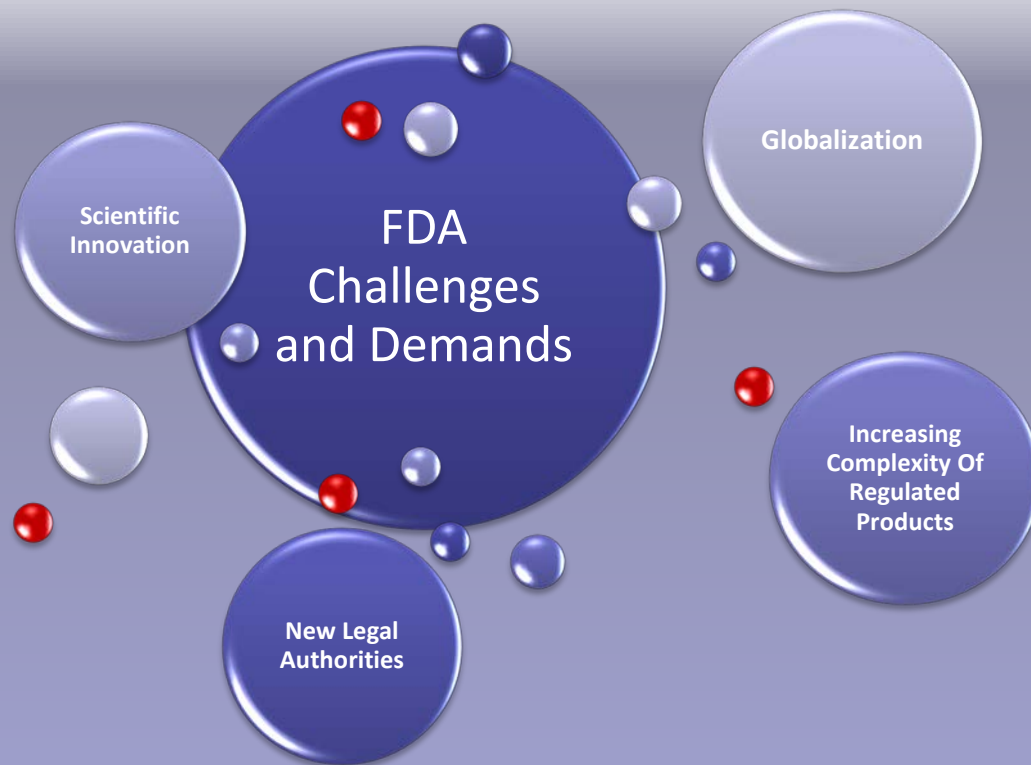 FDA
Challenges
and Demands
Scientific
Innovation
Globalization
Increasing
Complexity Of
Regulated
Products
New Legal
Authorities